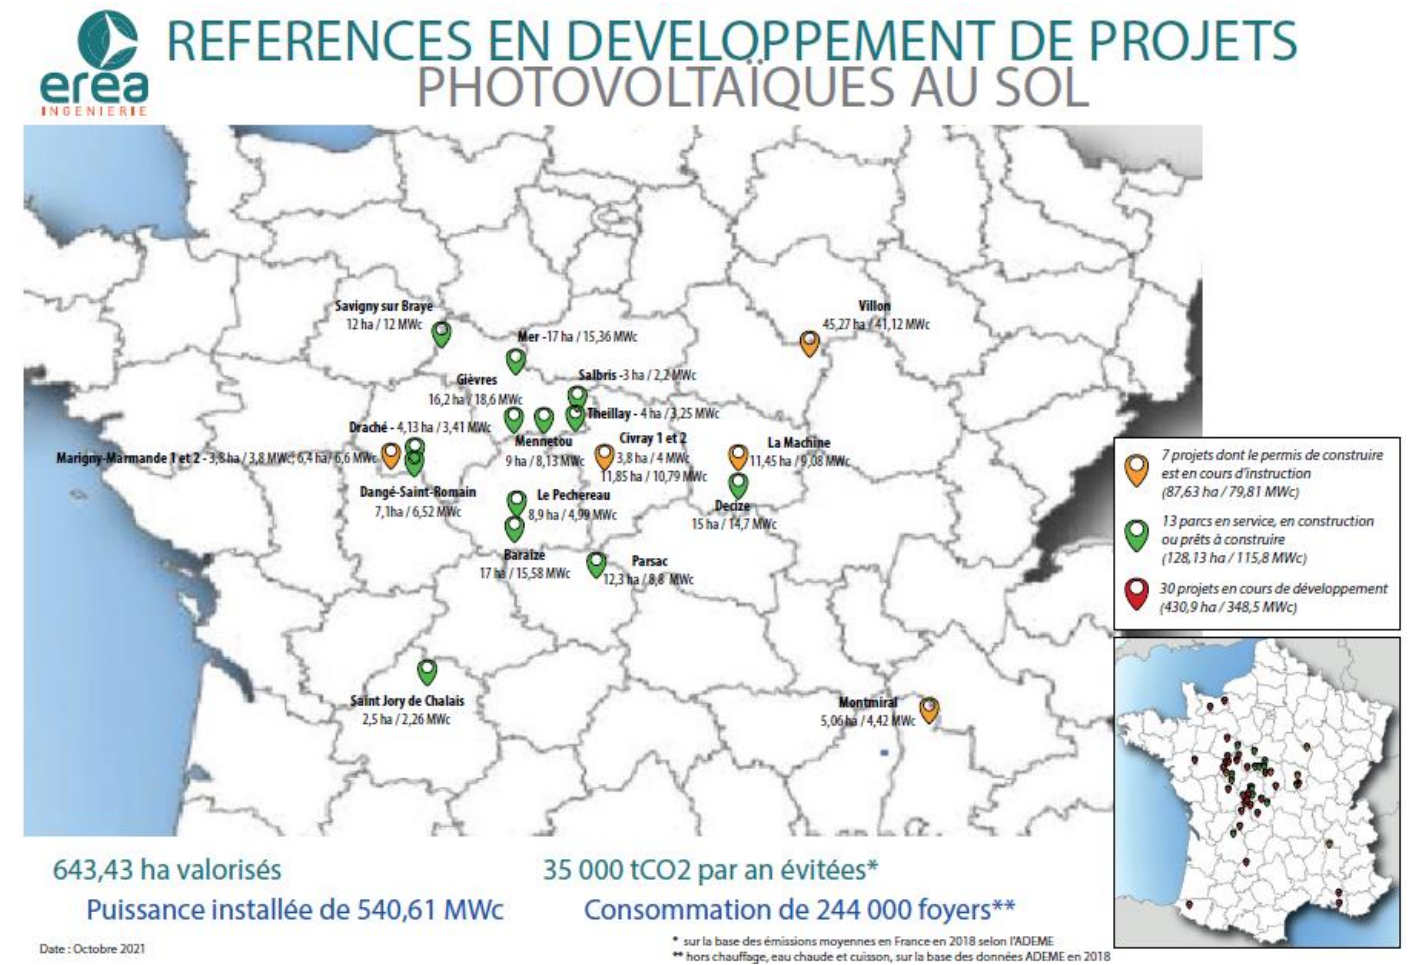 erea
INGENIERIE
REFERENCES EN DEVELOPPEMENT DE PROJETS
PHOTOVOLTAÏQUES AU SOL
Savigny sur Braye
12 ha / 12 MWc
Villon
45,27 ha / 41,12 MWc
Mer -17 ha / 15,36 MWc
Gièvres
16,2 ha / 18,6 MWc
Salbris -3 ha / 2,2 MWc
Theillay - 4 ha / 3,25 MWc
Draché - 4,13 ha / 3,41 MWc
Mennetou
9 ha / 8,13 MWc
Civray 1 et 2
3,8 ha / 4 MWc
11,85 ha / 10,79 MWc
La Machine
11,45 ha / 9,08 MWc
Marigny-Marmande 1 et 2 - 3,8 ha / 3,8 MWc; 6,4 ha / 6,6 MWc
Dangé-Saint-Romain
7,1ha / 6,52 MWc
Le Pechereau
8,9 ha / 4,99 MWc
Decize
15 ha / 14,7 MWc
Baraize
17 ha / 15,58 MWc
Parsac
12,3 ha / 8,8 MWc
Saint Jory de Chalais
2,5 ha / 2,26 MWc
Montmiral
5,06 ha / 4,42 MWc
7 projets dont le permis de construire
est en cours d'instruction
(87,63 ha / 79,81 MWc)
13 parcs en service, en construction
ou prêts à construire
(128,13 ha / 115,8 MWc)
30 projets en cours de développement
(430,9 ha / 348,5 MWc)
643,43 ha valorisés
Puissance installée de 540,61 MWc
35 000 tCO2 par an évitées*
Consommation de 244 000 foyers**
Date : Octobre 2021
* sur la base des émissions moyennes en France en 2018 selon l'ADEME
** hors chauffage, eau chaude et cuisson, sur la base des données ADEME en 2018